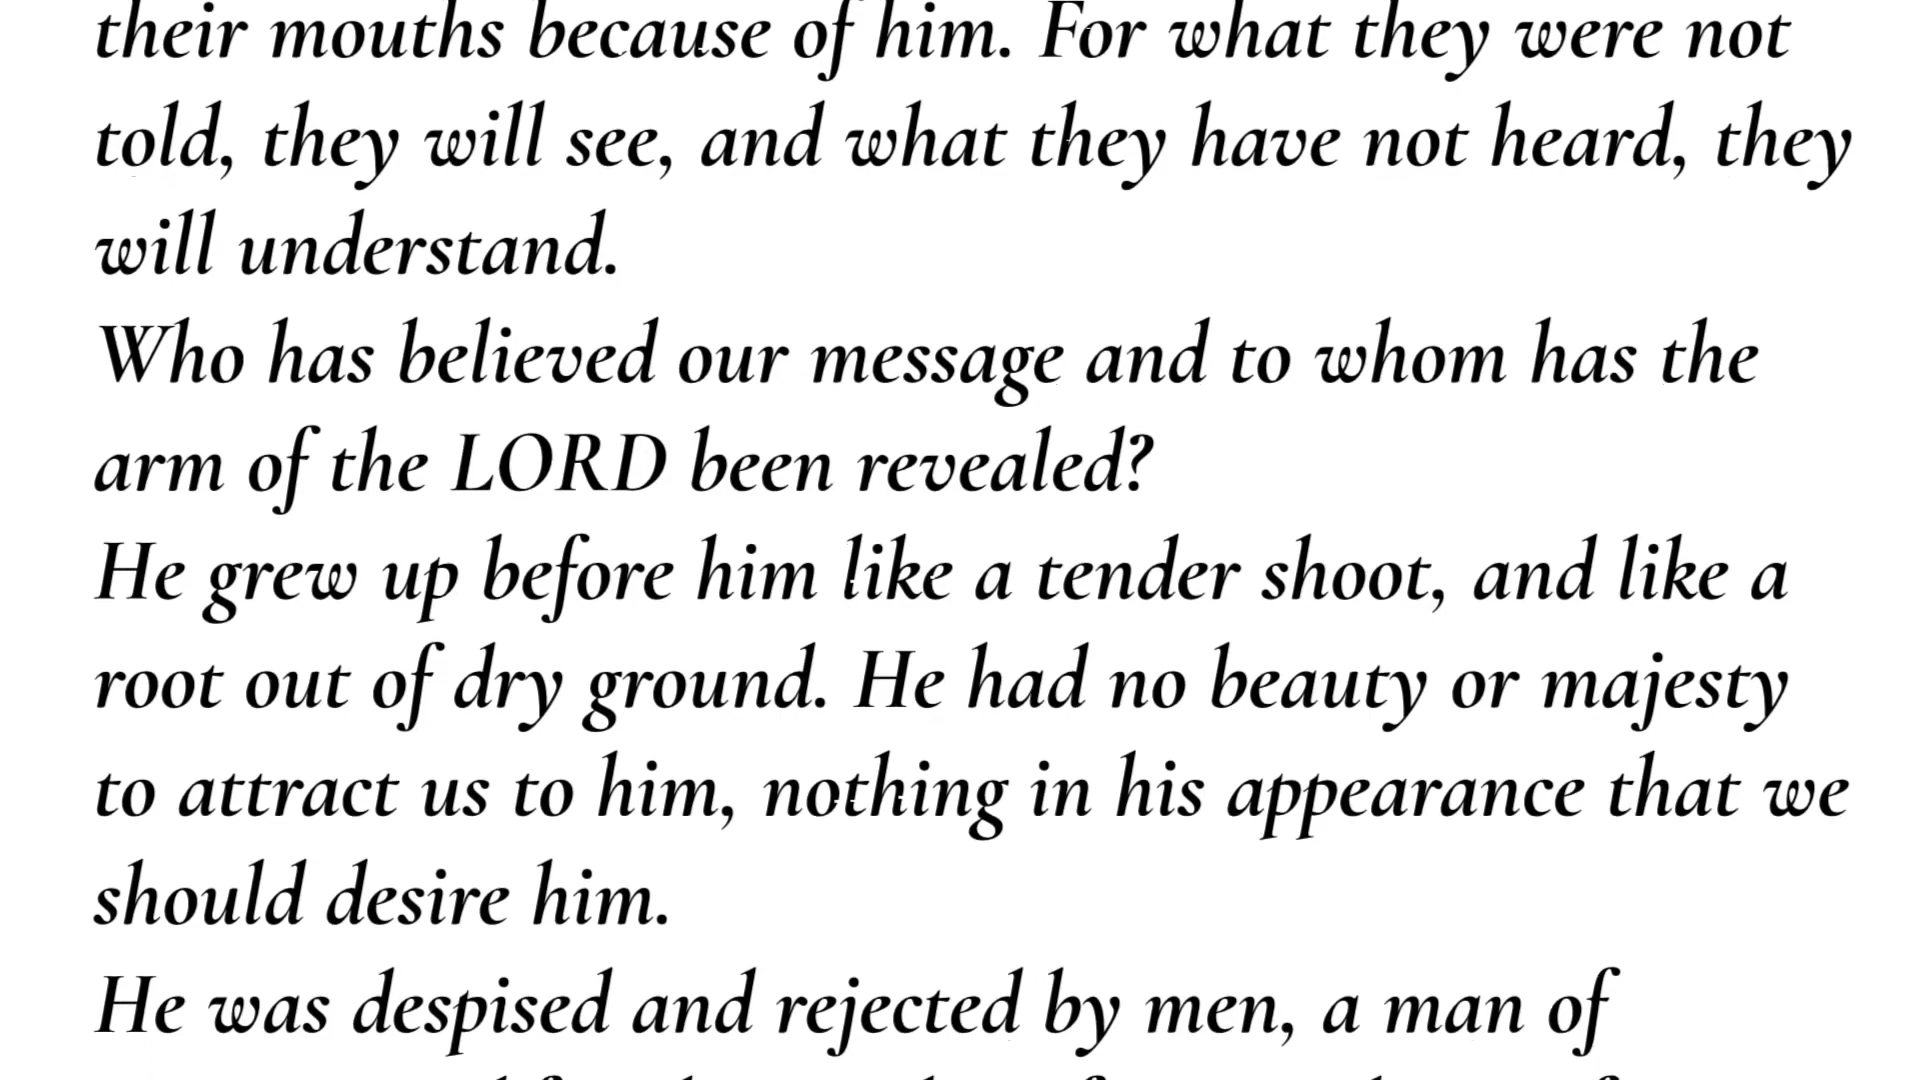 their mouths because of him. For what they were not
told, they will see, and what they have not heard, they
will understand.
Who has believed our message and to whom has the
arm of the LORD been revealed?
He grew up before him like a tender shoot, and like a
root out of dry ground. He had no beauty or majesty
to attract us to him, nothing in his appearance that we
should desire him.
He was despised and rejected by men, a man of